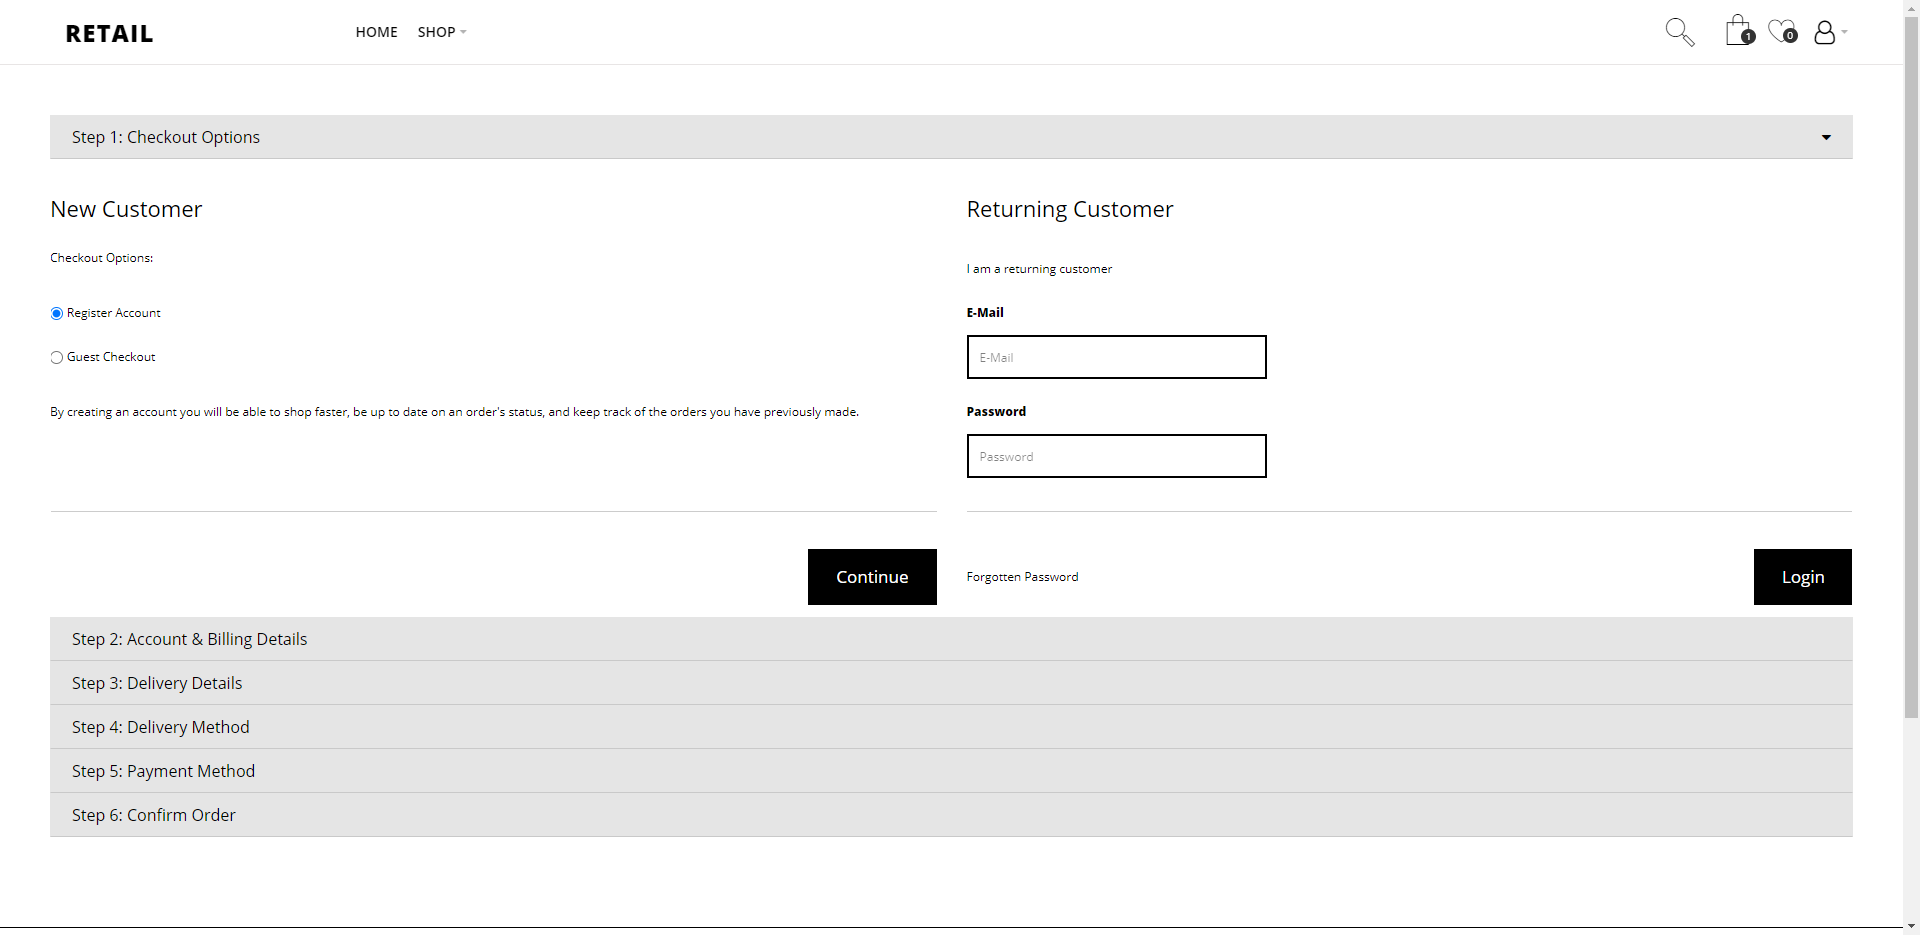 RETAIL
HOME
SHOP
1
0
Step 1: Checkout Options
New Customer
Checkout Options:
Register Account
Guest Checkout
By creating an account you will be able to shop faster, be up to date on an order's status, and keep track of the orders you have previously made.
Continue
Returning Customer
I am a returning customer
E-Mail
E-Mail
Password
Password
Forgotten Password
Login
Step 2: Account & Billing Details
Step 3: Delivery Details
Step 4: Delivery Method
Step 5: Payment Method
Step 6: Confirm Order